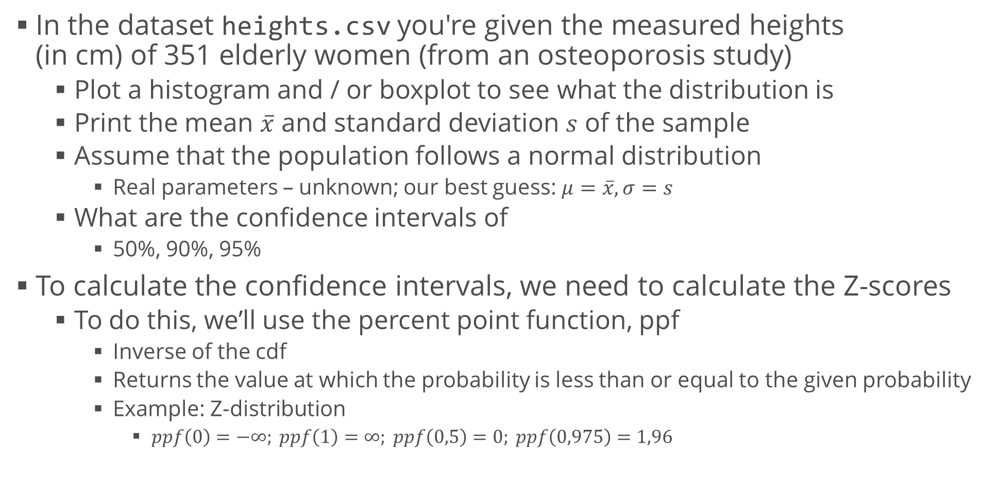 ▪ In the dataset heights.csv you're given the measured heights
(in cm) of 351 elderly women (from an osteoporosis study)
▪ Plot a histogram and / or boxplot to see what the distribution is
▪ Print the mean x̄ and standard deviation s of the sample
▪ Assume that the population follows a normal distribution
▪ Real parameters – unknown; our best guess: μ = x̄, σ = s
▪ What are the confidence intervals of
▪ 50%, 90%, 95%
▪ To calculate the confidence intervals, we need to calculate the Z-scores
▪ To do this, we’ll use the percent point function, ppf
▪ Inverse of the cdf
▪ Returns the value at which the probability is less than or equal to the given probability
▪ Example: Z-distribution
▪ ppf(0) = −∞; ppf(1) = ∞; ppf(0,5) = 0; ppf(0,975) = 1,96